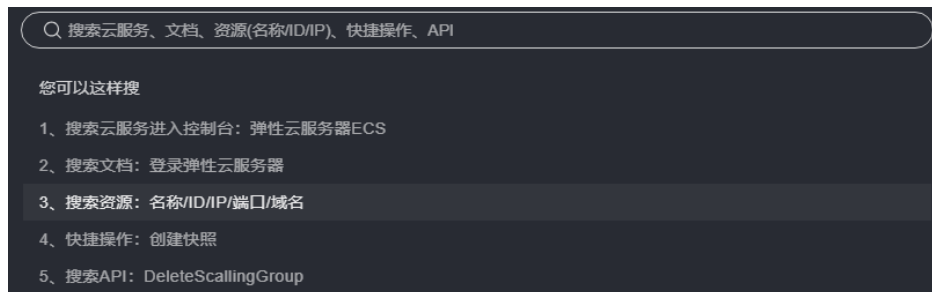 搜索云服务、文档、资源(名称/ID/IP)、快捷操作、API
您可以这样搜
1、搜索云服务进入控制台：弹性云服务器ECS
2、搜索文档：登录弹性云服务器
3、搜索资源：名称/ID/IP/端口/域名
4、快捷操作：创建快照
5、搜索API：DeleteScallingGroup